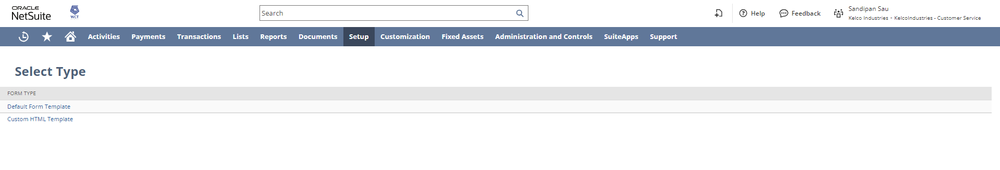 ORACLE
NetSuite
WCT
Search
Help
Feedback
Sandipan Sau
Kelco Industries - KelcoIndustries - Customer Service
Activities Payments Transactions Lists Reports Documents Setup Customization Fixed Assets Administration and Controls SuiteApps Support
Select Type
FORM TYPE
Default Form Template
Custom HTML Template